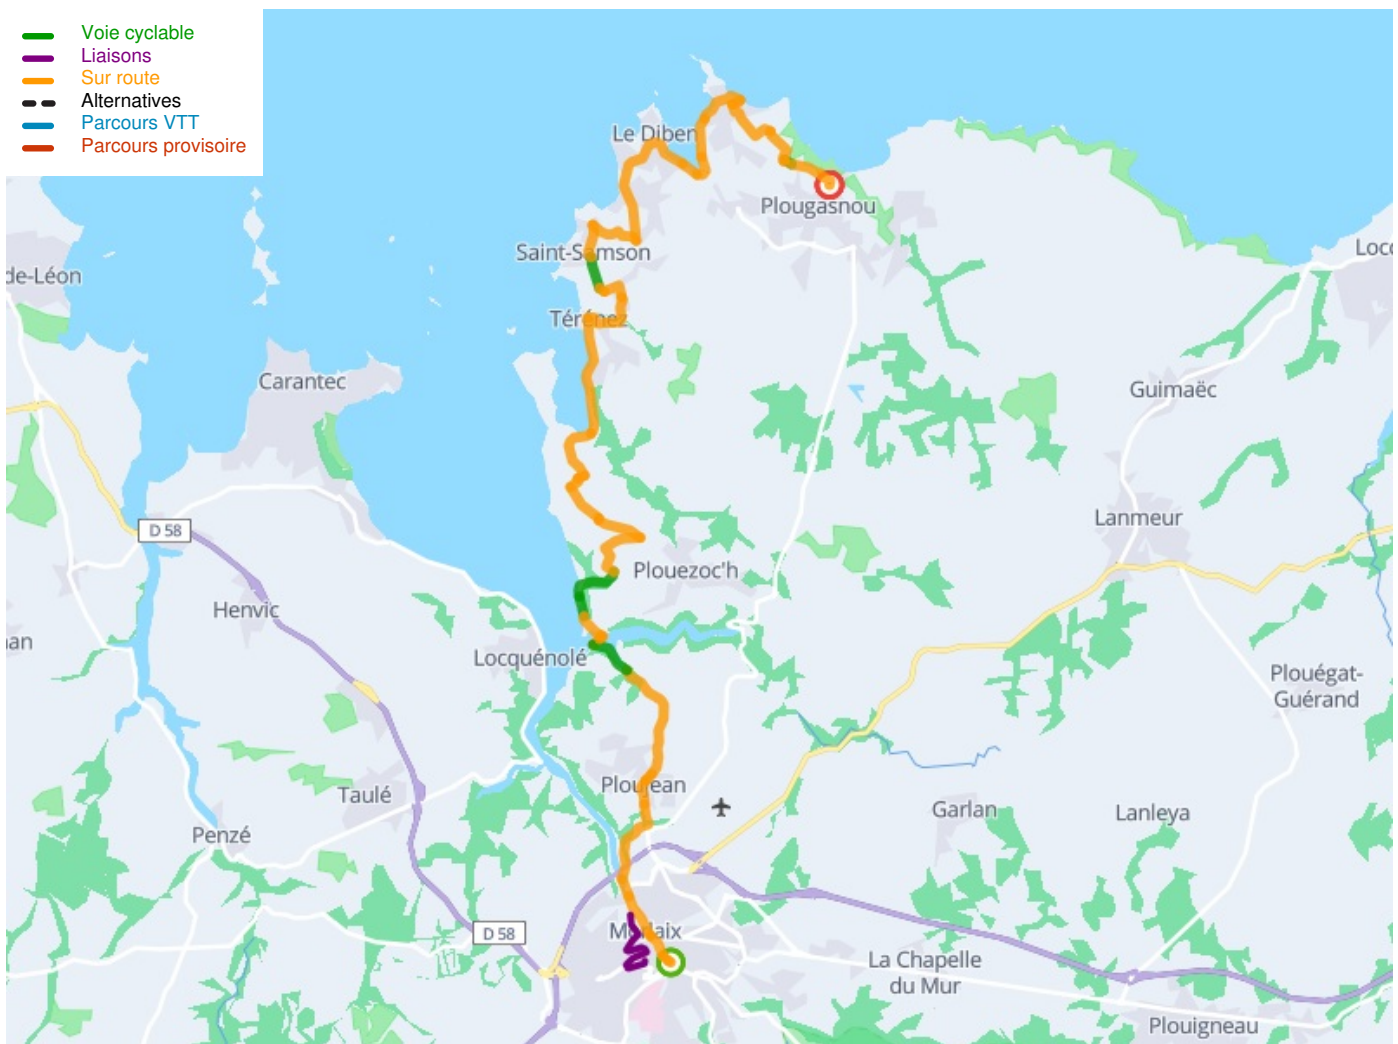 Voie cyclable
Liaisons
Sur route
Alternatives
Parcours VTT
Parcours provisoire
Le Diben
Plougasnou
Saint-Samson
de-Léon
Térénez
Carantec
Guimaëc
D 58
Lanmeur
Plouezoc'h
Henvic
Locquénolé
Plouégat-
Guérand
Ploujean
Taulé
Garlan
Lanleya
Penzé
D 58
Morlaix
La Chapelle
du Mur
Plouigneau